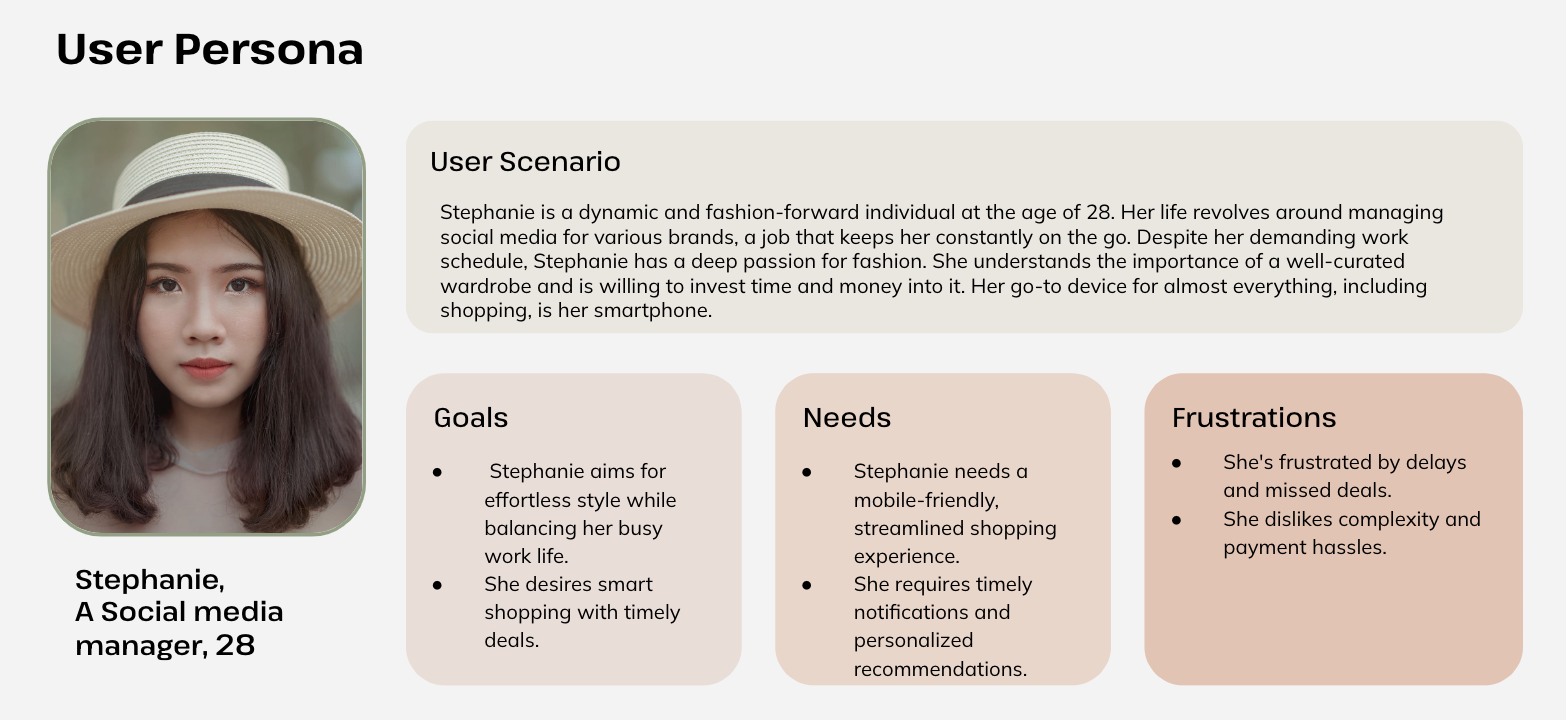 User Persona
User Scenario
Stephanie is a dynamic and fashion-forward individual at the age of 28. Her life revolves around managing
social media for various brands, a job that keeps her constantly on the go. Despite her demanding work
schedule, Stephanie has a deep passion for fashion. She understands the importance of a well-curated
wardrobe and is willing to invest time and money into it. Her go-to device for almost everything, including
shopping, is her smartphone.
Stephanie,
A Social media
manager, 28
Goals
● Stephanie aims for
effortless style while
balancing her busy
work life.
● She desires smart
shopping with timely
deals.
Needs
● Stephanie needs a
mobile-friendly,
streamlined shopping
experience.
● She requires timely
notifications and
personalized
recommendations.
Frustrations
● She's frustrated by delays
and missed deals.
● She dislikes complexity and
payment hassles.